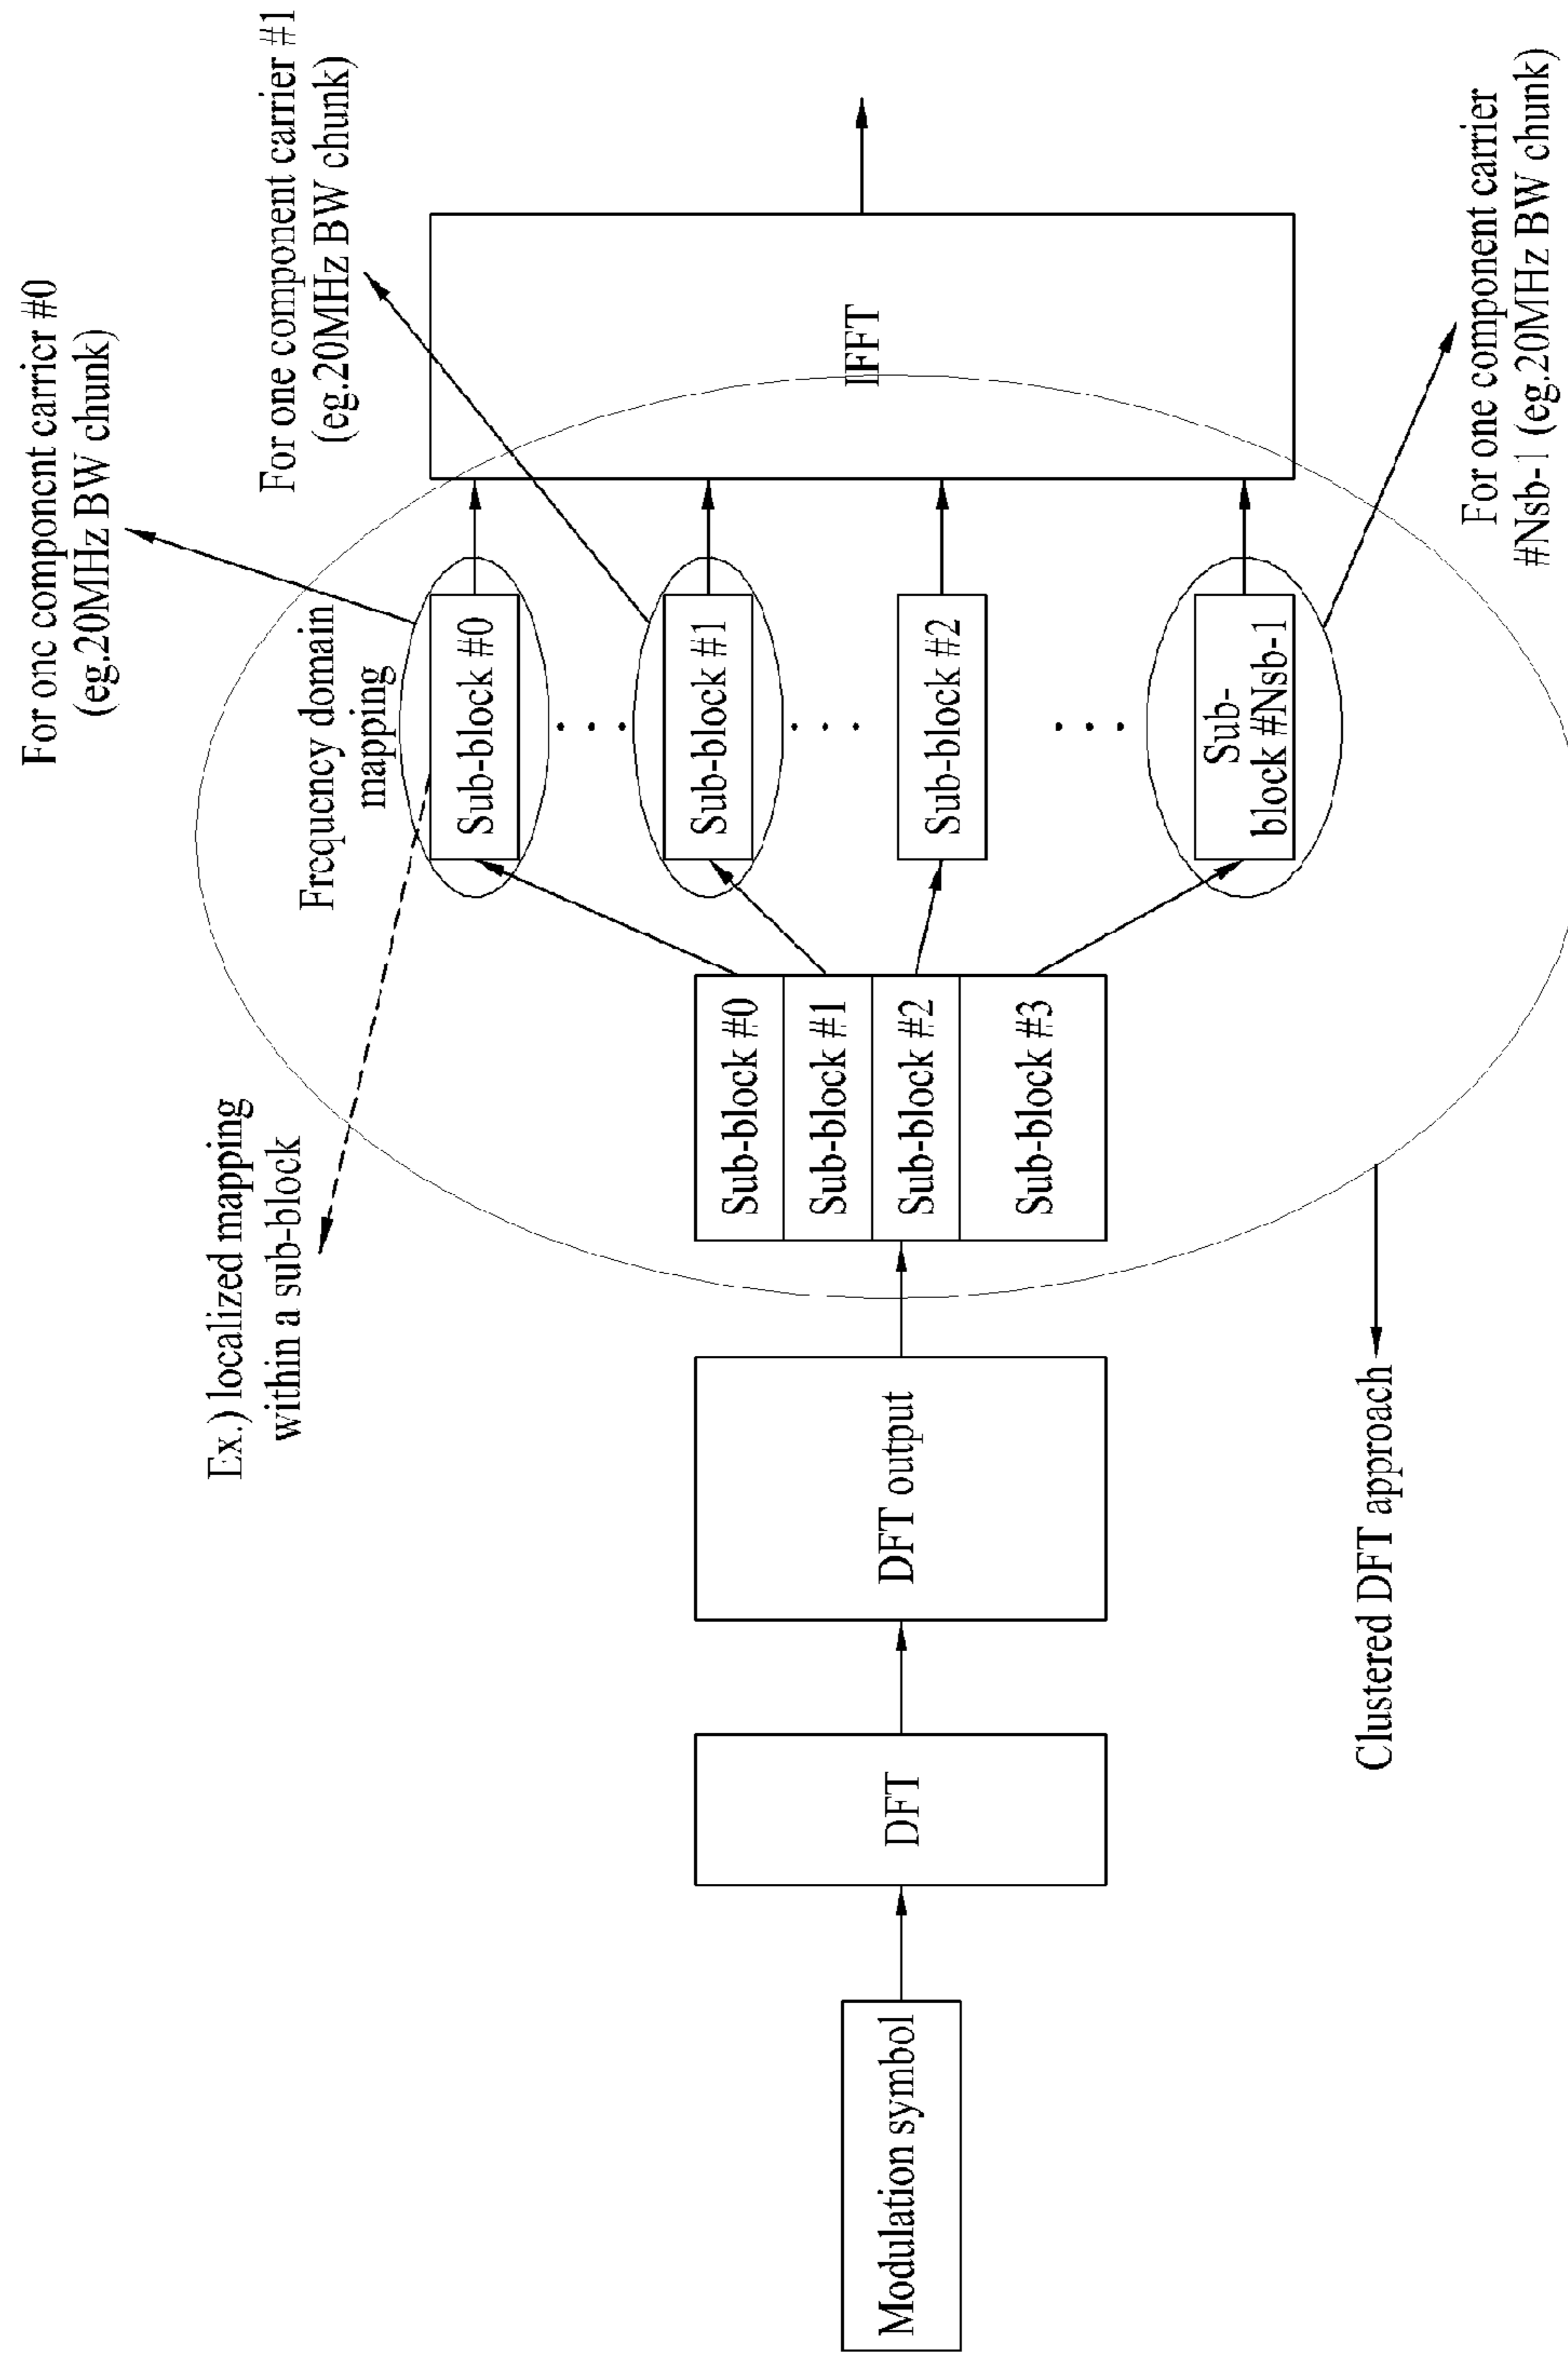 For one component carrier #0
(eg.20MHz BW chunk)
For one component carrier #1
(eg.20MHz BW chunk)
Ex.) localized mapping
within a sub-block
Frequency domain
mapping
Modulation symbol
DFT
DFT output
Sub-block #0
Sub-block #1
Sub-block #2
Sub-block #3
Sub-block #0
Sub-block #1
Sub-block #2
Sub-
block #Nsb-1
IFFT
Clustered DFT approach
For one component carrier
#Nsb-1 (eg.20MHz BW chunk)